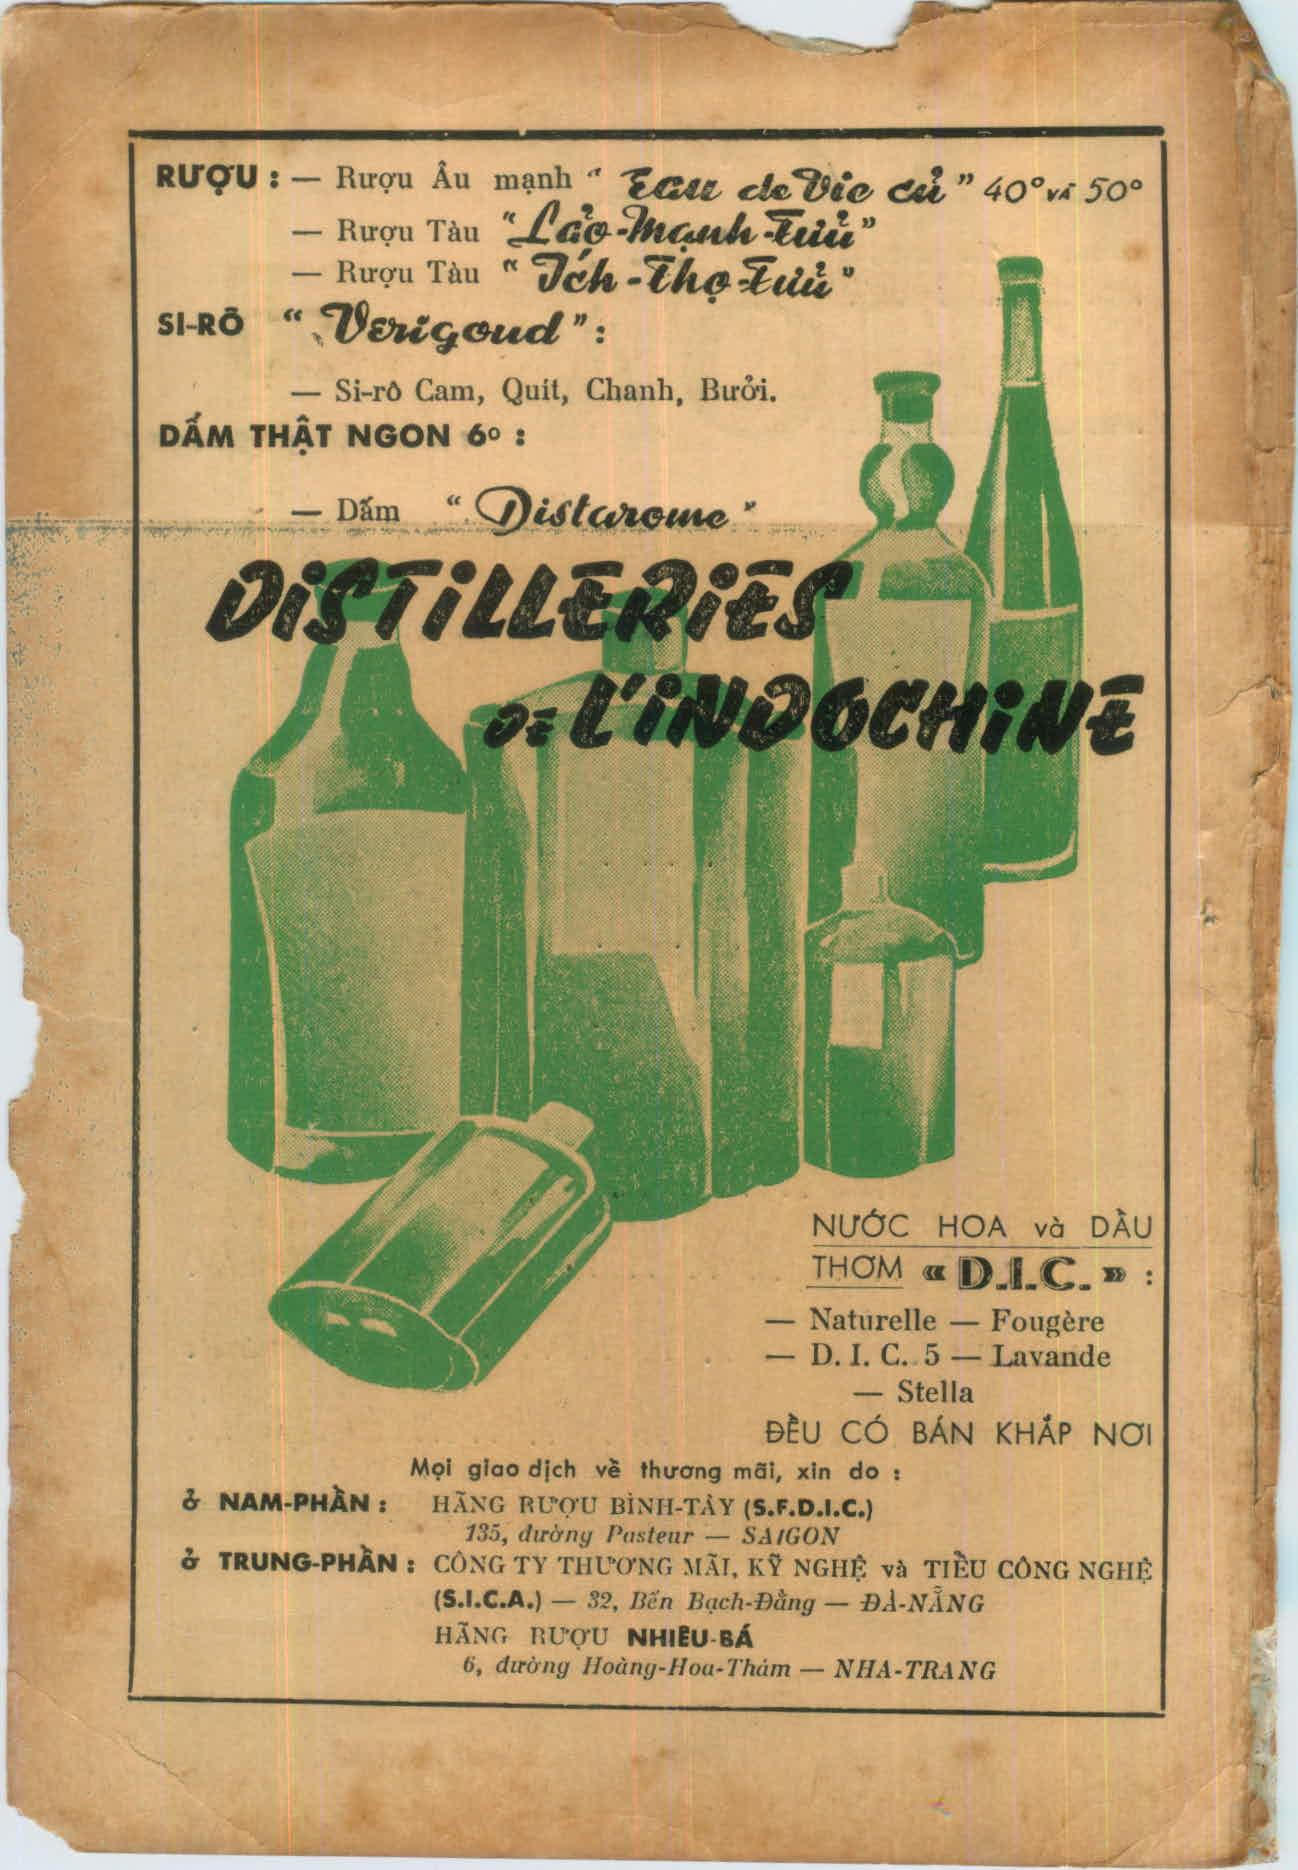 RƯỢU : — Rượu Âu mạnh “ Eau de Vie củ ” 40° và 50°
— Rượu Tàu “ Lảo-Mạnh-Tửu ”
— Rượu Tàu “ Ích-Thọ-Tửu ”
SI-RÔ “ Verigoud ” :
— Si-rô Cam, Quit, Chanh, Bưởi.
DẤM THẬT NGON 6° :
— Dấm “ Distarome ”
DISTILLERIES
DE L'INDOCHINE
NƯỚC HOA và DẦU
THƠM « D.I.C. » :
— Naturelle — Fougère
— D. I. C. 5 — Lavande
— Stella
ĐỀU CÓ BÁN KHẮP NƠI
Mọi giao dịch về thương mãi, xin do :
ở NAM-PHẦN : HÃNG RƯỢU BÌNH-TÂY (S.F.D.I.C.)
135, đường Pasteur — SAIGON
ở TRUNG-PHẦN : CÔNG TY THƯƠNG MÃI, KỸ NGHỆ và TIỀU CÔNG NGHỆ
(S.I.C.A.) — 32, Bến Bạch-Đằng — ĐÀ-NẴNG
HÃNG RƯỢU NHIÊU-BÁ
6, đường Hoàng-Hoa-Thám — NHA-TRANG